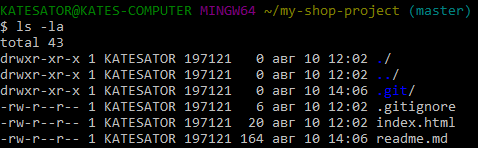 KATESATOR@KATES-COMPUTER MINGW64 ~/my-shop-project (master)
$ ls -la
total 43
drwxr-xr-x 1 KATESATOR 197121   0 авг 10 12:02 ./
drwxr-xr-x 1 KATESATOR 197121   0 авг 10 12:02 ../
drwxr-xr-x 1 KATESATOR 197121   0 авг 10 14:06 .git/
-rw-r--r-- 1 KATESATOR 197121   6 авг 10 12:02 .gitignore
-rw-r--r-- 1 KATESATOR 197121  20 авг 10 12:02 index.html
-rw-r--r-- 1 KATESATOR 197121 164 авг 10 14:06 readme.md